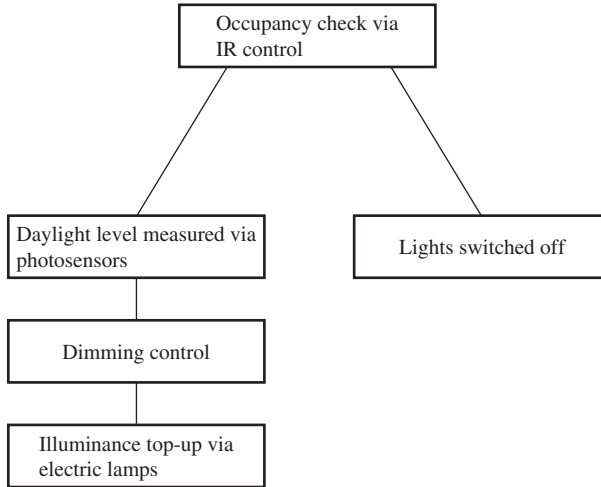 Occupancy check via
IR control
Daylight level measured via
photosensors
Lights switched off
Dimming control
Illuminance top-up via
electric lamps